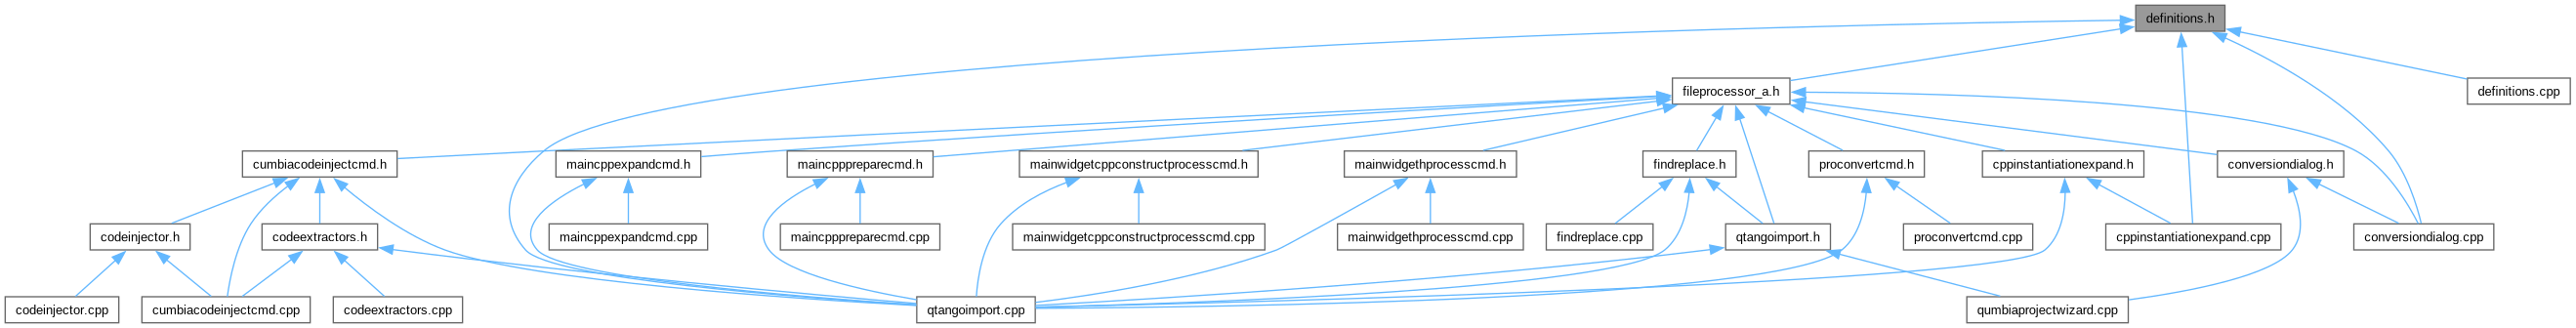 definitions.h
fileprocessor_a.h
definitions.cpp
cumbiacodeinjectcmd.h
maincppexpandcmd.h
maincpppreparecmd.h
mainwidgetcppconstructprocesscmd.h
mainwidgethprocesscmd.h
findreplace.h
proconvertcmd.h
cppinstantiationexpand.h
conversiondialog.h
codeinjector.h
codeextractors.h
maincppexpandcmd.cpp
maincpppreparecmd.cpp
mainwidgetcppconstructprocesscmd.cpp
mainwidgethprocesscmd.cpp
findreplace.cpp
qtangoimport.h
proconvertcmd.cpp
cppinstantiationexpand.cpp
conversiondialog.cpp
codeinjector.cpp
cumbiacodeinjectcmd.cpp
codeextractors.cpp
qtangoimport.cpp
qumbiaprojectwizard.cpp